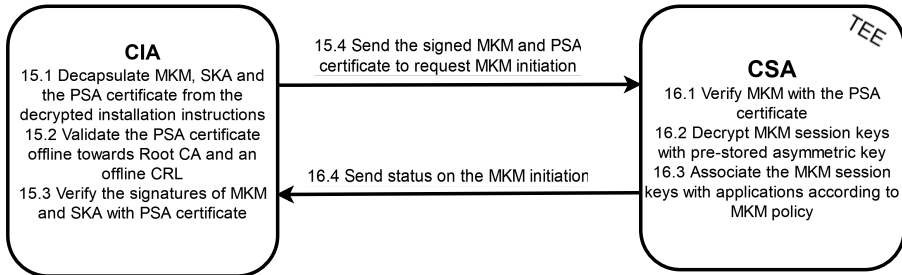 CIA
15.1 Decapsulate MKM, SKA and
the PSA certificate from the
decrypted installation instructions
15.2 Validate the PSA certificate
offline towards Root CA and an
offline CRL
15.3 Verify the signatures of MKM
and SKA with PSA certificate
15.4 Send the signed MKM and PSA
certificate to request MKM initiation
16.4 Send status on the MKM initiation
TEE
CSA
16.1 Verify MKM with the PSA
certificate
16.2 Decrypt MKM session keys
with pre-stored asymmetric key
16.3 Associate the MKM session
keys with applications according to
MKM policy